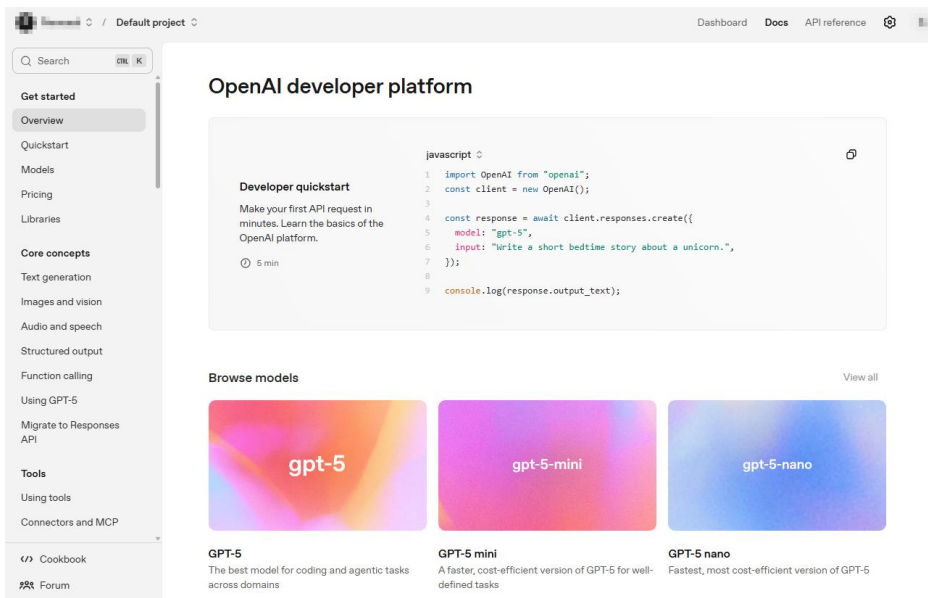 / Default project
Dashboard Docs API reference
Search CTRL K
Get started
Overview
Quickstart
Models
Pricing
Libraries
Core concepts
Text generation
Images and vision
Audio and speech
Structured output
Function calling
Using GPT-5
Migrate to Responses
API
Tools
Using tools
Connectors and MCP
</> Cookbook
Forum
OpenAI developer platform
Developer quickstart
Make your first API request in
minutes. Learn the basics of the
OpenAI platform.
5 min
javascript
1 import OpenAI from "openai";
2 const client = new OpenAI();
3
4 const response = await client.responses.create({
5 model: "gpt-5",
6 input: "Write a short bedtime story about a unicorn.",
7 });
8
9 console.log(response.output_text);
Browse models
View all
gpt-5
GPT-5
The best model for coding and agentic tasks
across domains
gpt-5-mini
GPT-5 mini
A faster, cost-efficient version of GPT-5 for well-
defined tasks
gpt-5-nano
GPT-5 nano
Fastest, most cost-efficient version of GPT-5